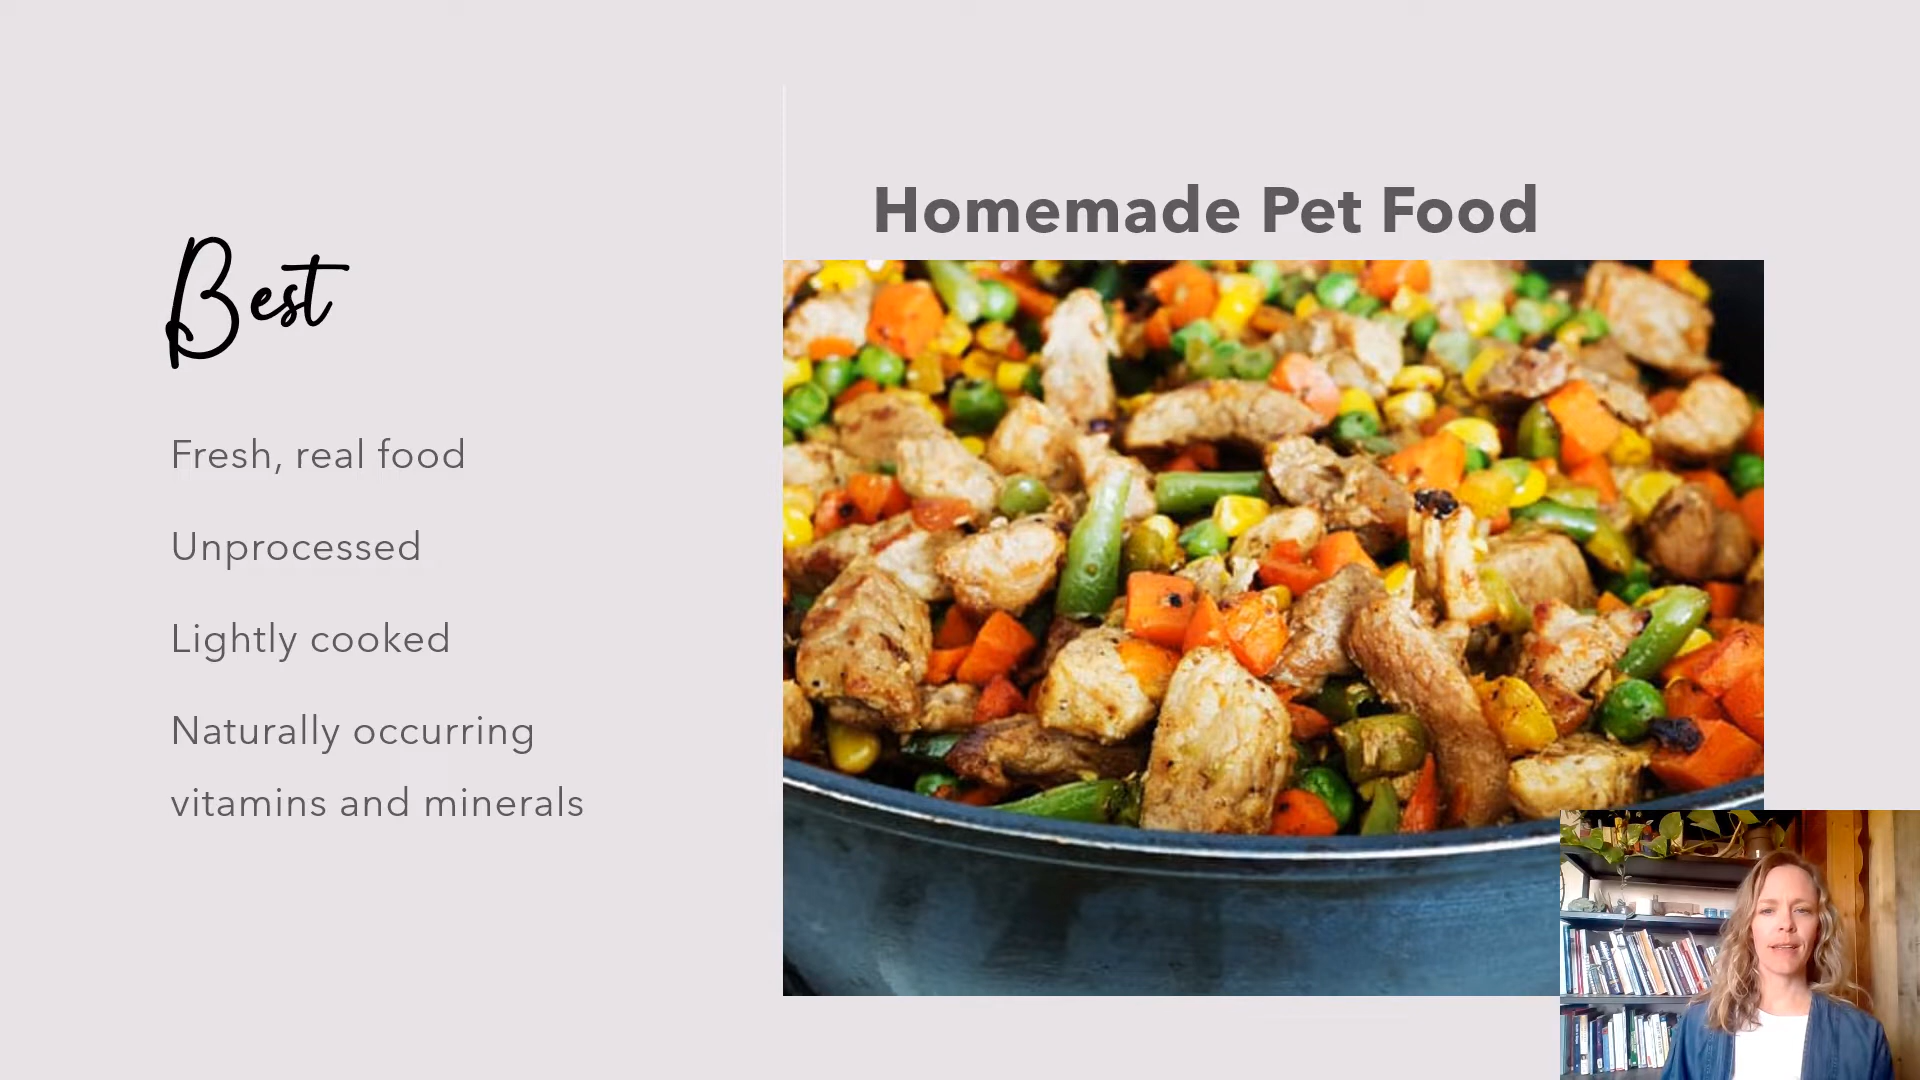 Homemade Pet Food
Best
Fresh, real food
Unprocessed
Lightly cooked
Naturally occurring
vitamins and minerals